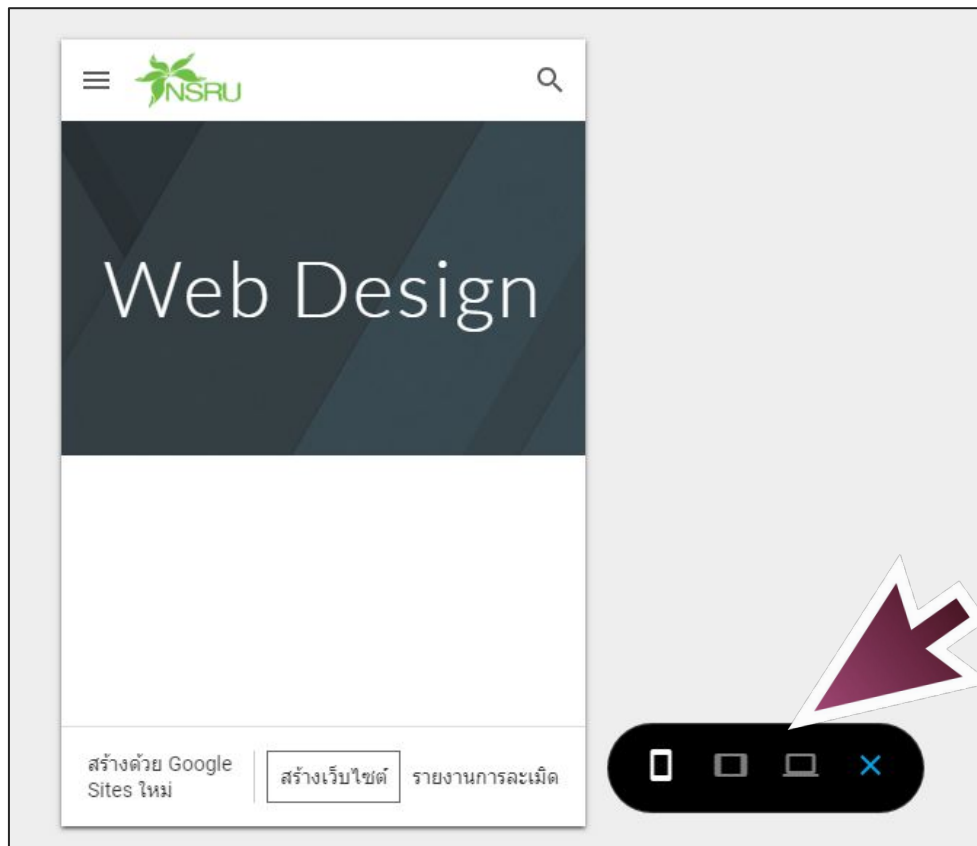 NSRU
Web Design
สร้างด้วย Google
Sites ใหม่
สร้างเว็บไซต์
รายงานการละเมิด